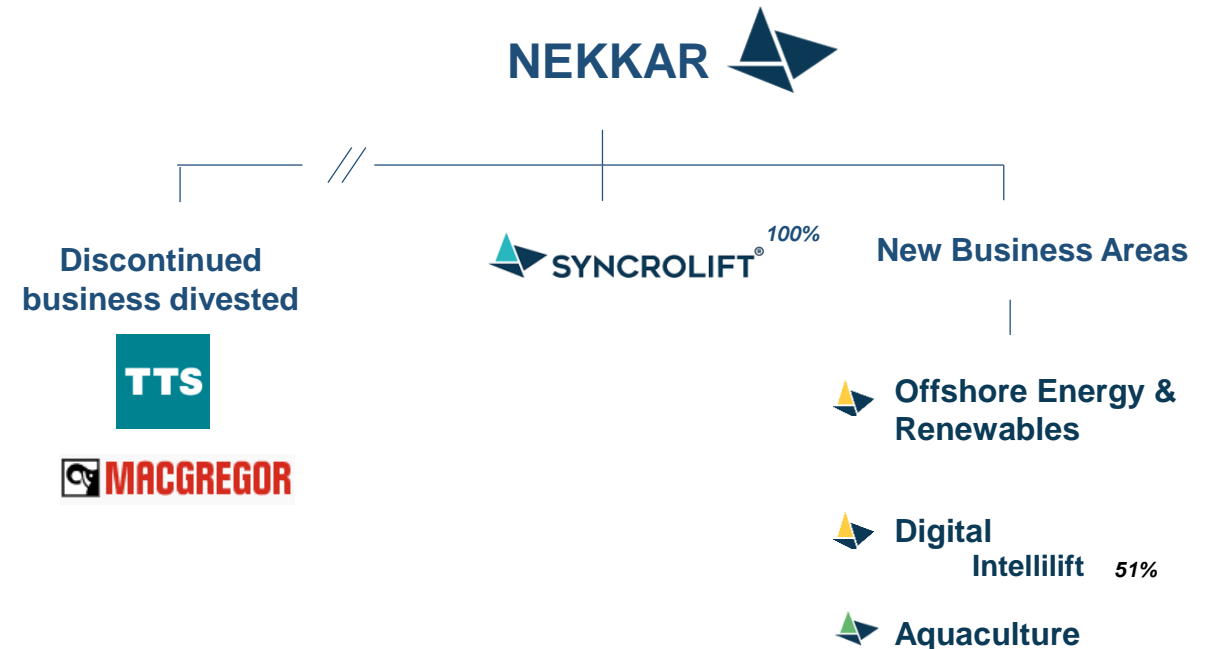 NEKKAR
Discontinued
business divested
TTS
MACGREGOR
SYNCROLIFT® 100%
New Business Areas
Offshore Energy &
Renewables
Digital
Intellilift 51%
Aquaculture